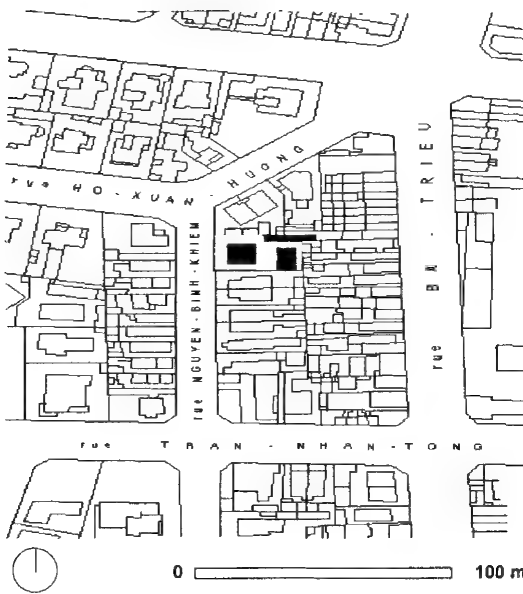 rue HO-XUAN-HUONG
rue NGUYEN-BINH-KHIEM
rue BA-TRIEU
rue TRAN-NHAN-TONG
0 100 m